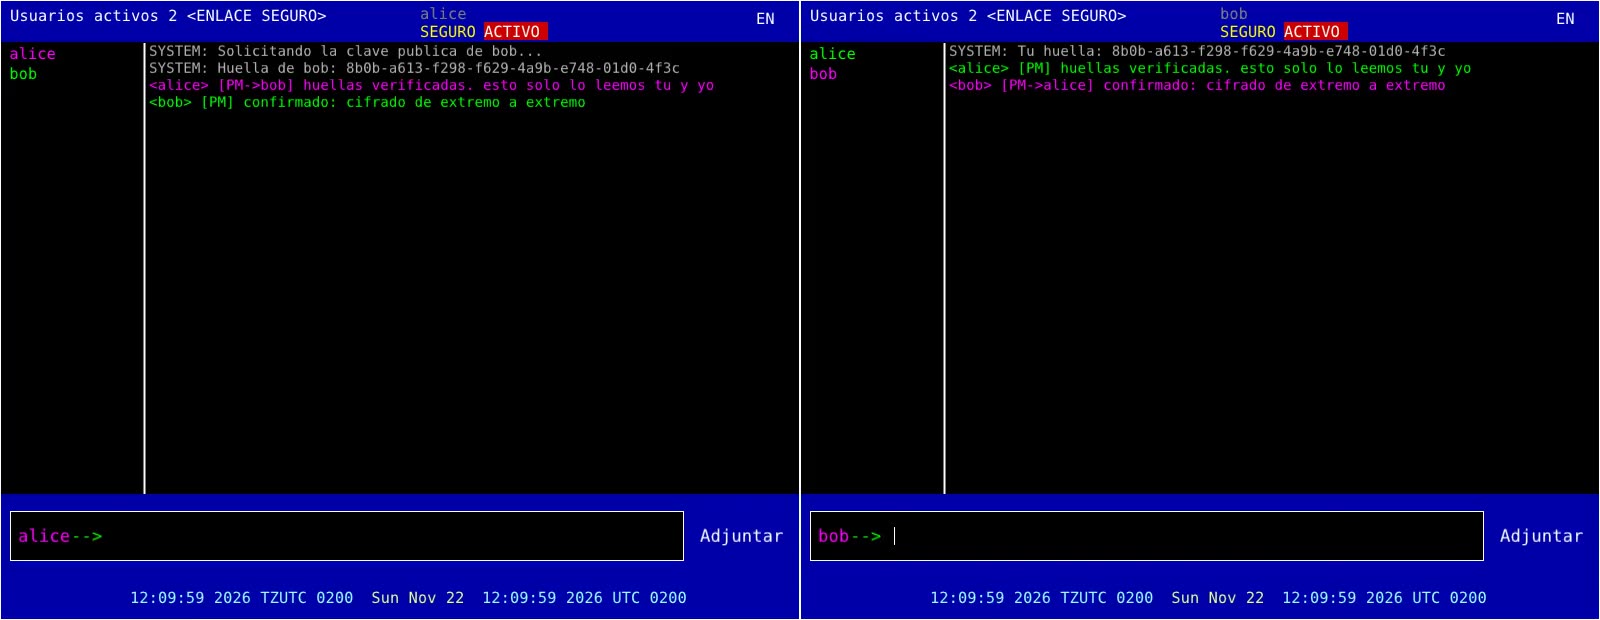 Usuarios activos 2 <ENLACE SEGURO>
alice
SEGURO ACTIVO
EN
alice
bob
SYSTEM: Solicitando la clave publica de bob...
SYSTEM: Huella de bob: 8b0b-a613-f298-f629-4a9b-e748-01d0-4f3c
<alice> [PM->bob] huellas verificadas. esto solo lo leemos tu y yo
<bob> [PM] confirmado: cifrado de extremo a extremo
alice-->
Adjuntar
12:09:59 2026 TZUTC 0200 Sun Nov 22 12:09:59 2026 UTC 0200
Usuarios activos 2 <ENLACE SEGURO>
bob
SEGURO ACTIVO
EN
alice
bob
SYSTEM: Tu huella: 8b0b-a613-f298-f629-4a9b-e748-01d0-4f3c
<alice> [PM] huellas verificadas. esto solo lo leemos tu y yo
<bob> [PM->alice] confirmado: cifrado de extremo a extremo
bob-->
Adjuntar
12:09:59 2026 TZUTC 0200 Sun Nov 22 12:09:59 2026 UTC 0200